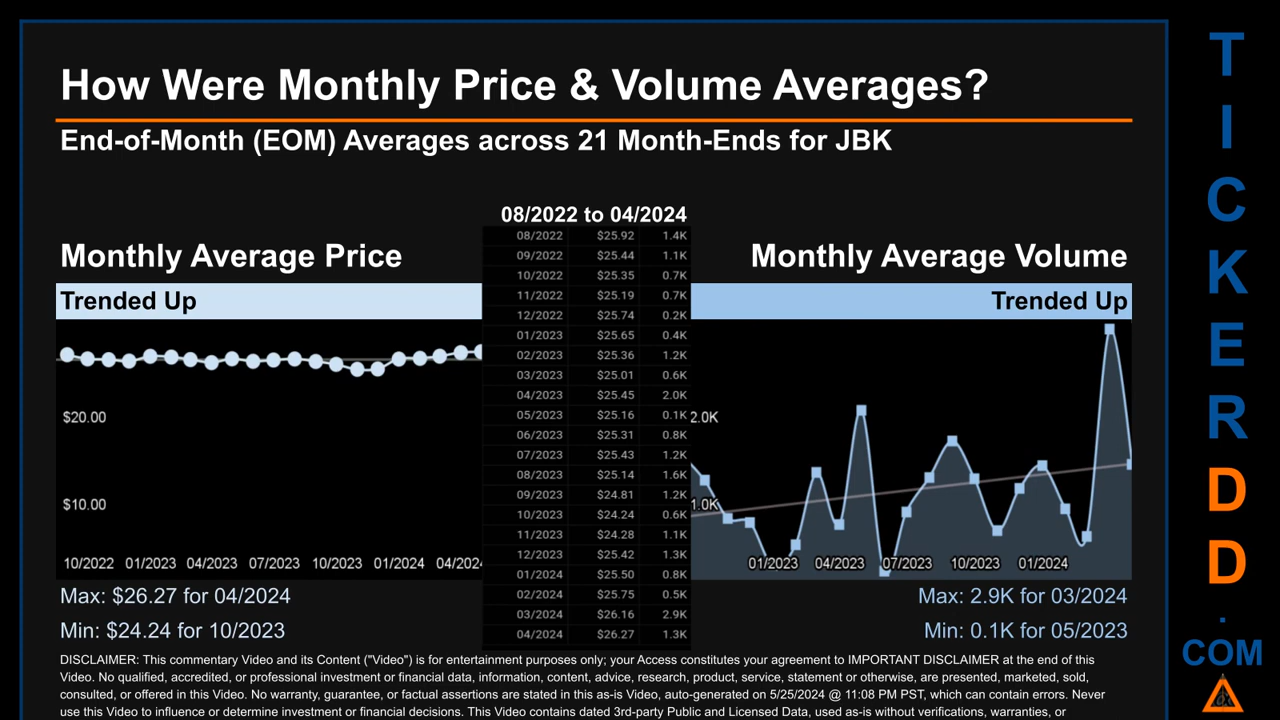 How Were Monthly Price & Volume Averages?
End-of-Month (EOM) Averages across 21 Month-Ends for JBK
08/2022 to 04/2024
Monthly Average Price
Trended Up
$20.00
$10.00
10/2022 01/2023 04/2023 07/2023 10/2023 01/2024 04/2024
Max: $26.27 for 04/2024
Min: $24.24 for 10/2023
08/2022 $25.92 1.4K
09/2022 $25.44 1.1K
10/2022 $25.35 0.7K
11/2022 $25.19 0.7K
12/2022 $25.74 0.2K
01/2023 $25.65 0.4K
02/2023 $25.36 1.2K
03/2023 $25.01 0.6K
04/2023 $25.45 2.0K
05/2023 $25.16 0.1K
06/2023 $25.31 0.8K
07/2023 $25.43 1.2K
08/2023 $25.14 1.6K
09/2023 $24.81 1.2K
10/2023 $24.24 0.6K
11/2023 $24.28 1.1K
12/2023 $25.42 1.3K
01/2024 $25.50 0.8K
02/2024 $25.75 0.5K
03/2024 $26.16 2.9K
04/2024 $26.27 1.3K
Monthly Average Volume
Trended Up
2.0K
1.0K
01/2023 04/2023 07/2023 10/2023 01/2024
Max: 2.9K for 03/2024
Min: 0.1K for 05/2023
DISCLAIMER: This commentary Video and its Content ("Video") is for entertainment purposes only; your Access constitutes your agreement to IMPORTANT DISCLAIMER at the end of this
Video. No qualified, accredited, or professional investment or financial data, information, content, advice, research, product, service, statement or otherwise, are presented, marketed, sold,
consulted, or offered in this Video. No warranty, guarantee, or factual assertions are stated in this as-is Video, auto-generated on 5/25/2024 @ 11:08 PM PST, which can contain errors. Never
use this Video to influence or determine investment or financial decisions. This Video contains dated 3rd-party Public and Licensed Data, used as-is without verifications, warranties, or
T
I
C
K
E
R
D
D
.
COM